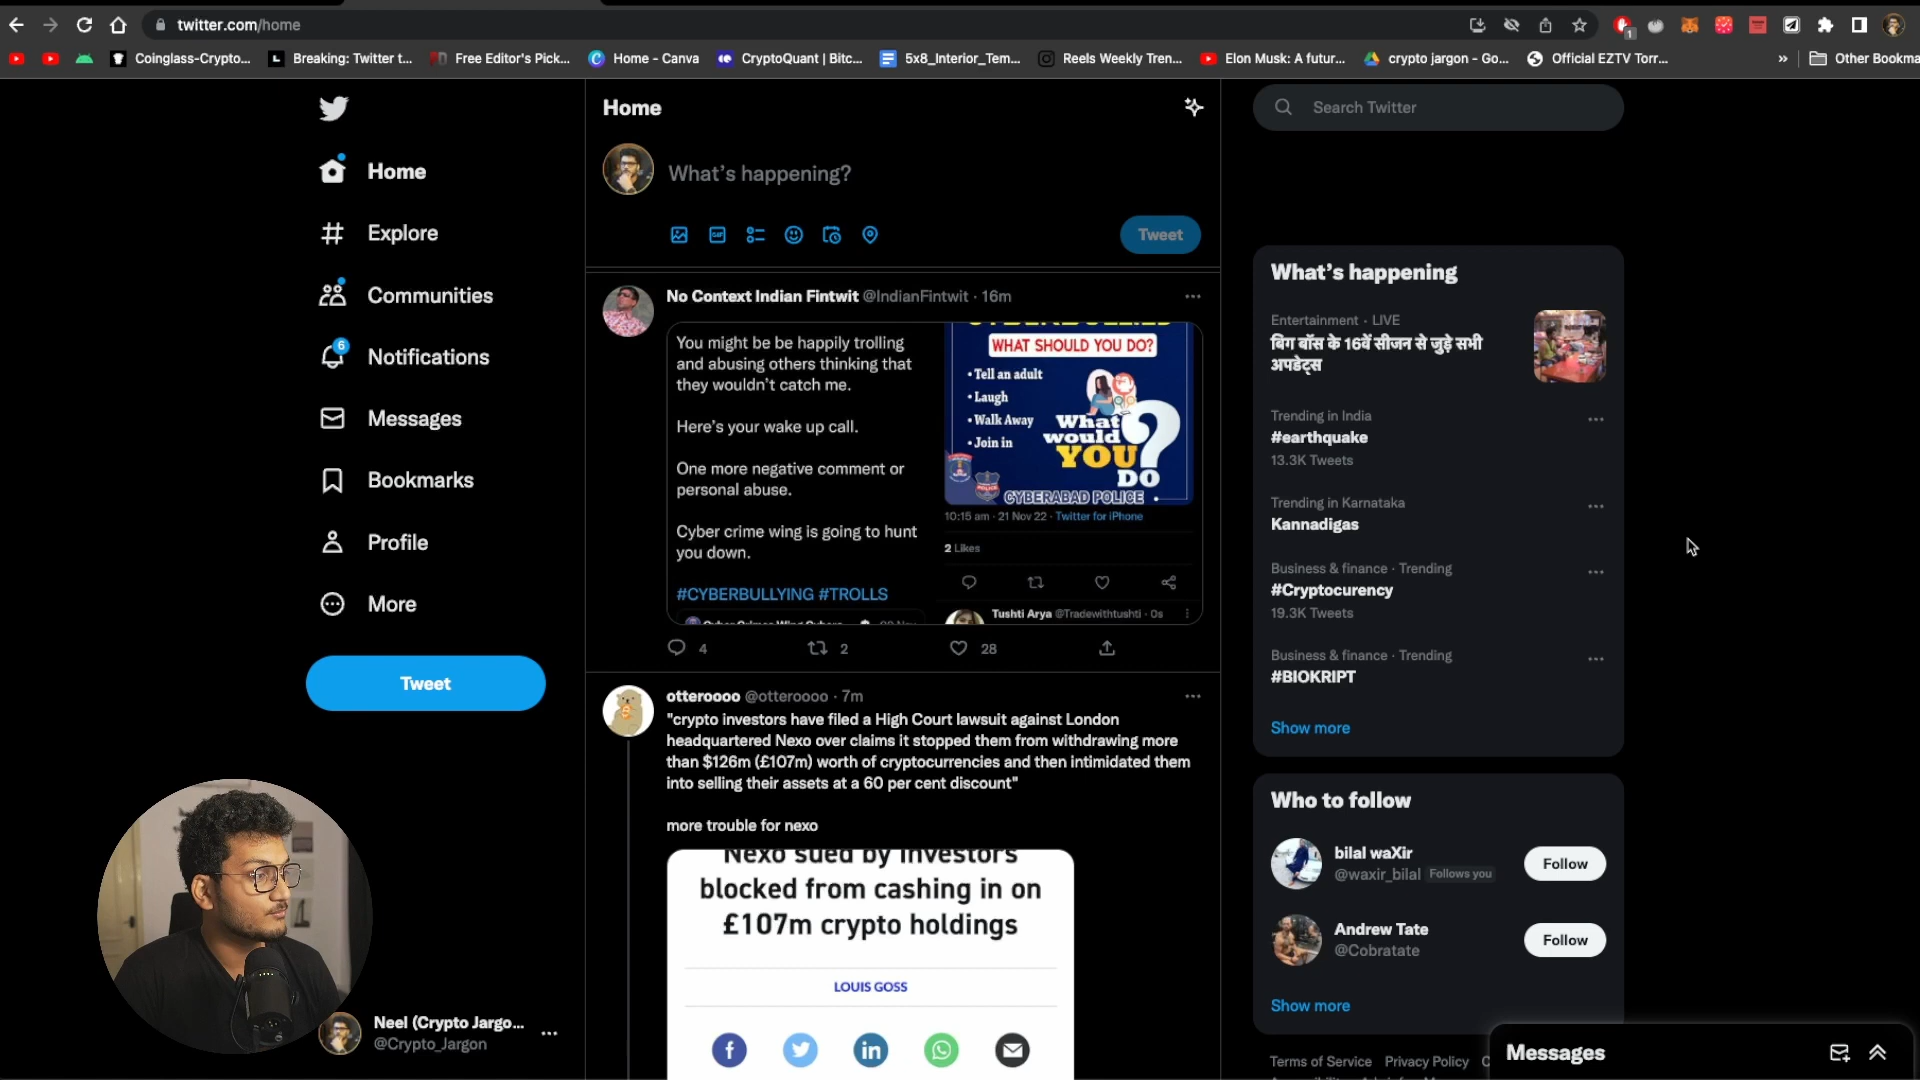 twitter.com/home
1
Coinglass-Crypto...
Breaking: Twitter t...
Free Editor's Pick...
Home - Canva
CryptoQuant | Bitc...
5x8_Interior_Tem...
Reels Weekly Tren...
Elon Musk: A futur...
crypto jargon - Go...
Official EZTV Torr...
»
Other Bookma
Home
Explore
Communities
6
Notifications
Messages
Bookmarks
Profile
More
Tweet
Neel (Crypto Jargo...
@Crypto_Jargon
Home
What's happening?
GIF
Tweet
No Context Indian Fintwit @IndianFintwit · 16m
You might be be happily trolling
and abusing others thinking that
they wouldn't catch me.
Here's your wake up call.
One more negative comment or
personal abuse.
Cyber crime wing is going to hunt
you down.
#CYBERBULLYING #TROLLS
WHAT SHOULD YOU DO?
• Tell an adult
• Laugh
• Walk Away
• Join in
What
would
YOU
DO
?
CYBERABAD POLICE
10:15 am · 21 Nov 22 · Twitter for iPhone
2 Likes
Tushti Arya @Tradewithtushti · 0s
4
2
28
otteroooo @otteroooo · 7m
"crypto investors have filed a High Court lawsuit against London
headquartered Nexo over claims it stopped them from withdrawing more
than $126m (£107m) worth of cryptocurrencies and then intimidated them
into selling their assets at a 60 per cent discount"
more trouble for nexo
Nexo sued by investors
blocked from cashing in on
£107m crypto holdings
LOUIS GOSS
Search Twitter
What's happening
Entertainment · LIVE
बिग बॉस के 16वें सीजन से जुड़े सभी
अपडेट्स
Trending in India
#earthquake
13.3K Tweets
Trending in Karnataka
Kannadigas
Business & finance · Trending
#Cryptocurency
19.3K Tweets
Business & finance · Trending
#BIOKRIPT
Show more
Who to follow
bilal waXir
@waxir_bilal Follows you
Follow
Andrew Tate
@Cobratate
Follow
Show more
Terms of Service Privacy Policy
Messages